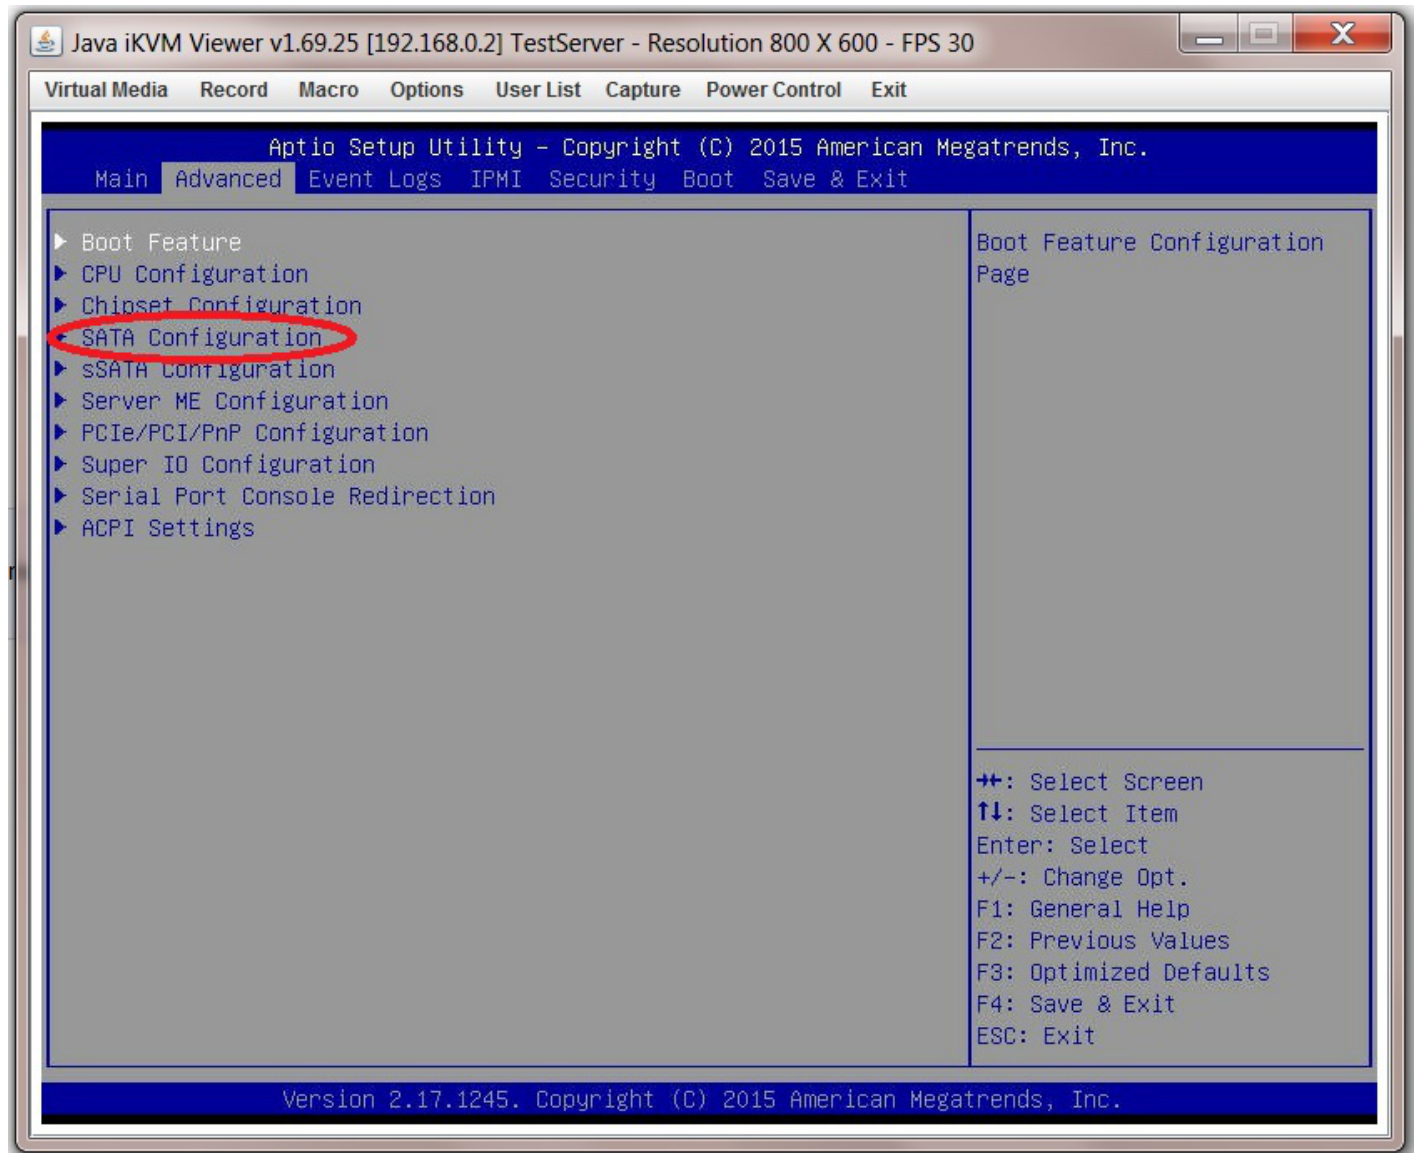 Java iKVM Viewer v1.69.25 [192.168.0.2] TestServer - Resolution 800 X 600 - FPS 30
Virtual Media Record Macro Options User List Capture Power Control Exit
Aptio Setup Utility – Copyright (C) 2015 American Megatrends, Inc.
Main Advanced Event Logs IPMI Security Boot Save & Exit
Boot Feature
CPU Configuration
Chipset Configuration
SATA Configuration
sSATA Configuration
Server ME Configuration
PCIe/PCI/PnP Configuration
Super IO Configuration
Serial Port Console Redirection
ACPI Settings
Boot Feature Configuration
Page
→←: Select Screen
↑↓: Select Item
Enter: Select
+/-: Change Opt.
F1: General Help
F2: Previous Values
F3: Optimized Defaults
F4: Save & Exit
ESC: Exit
Version 2.17.1245. Copyright (C) 2015 American Megatrends, Inc.